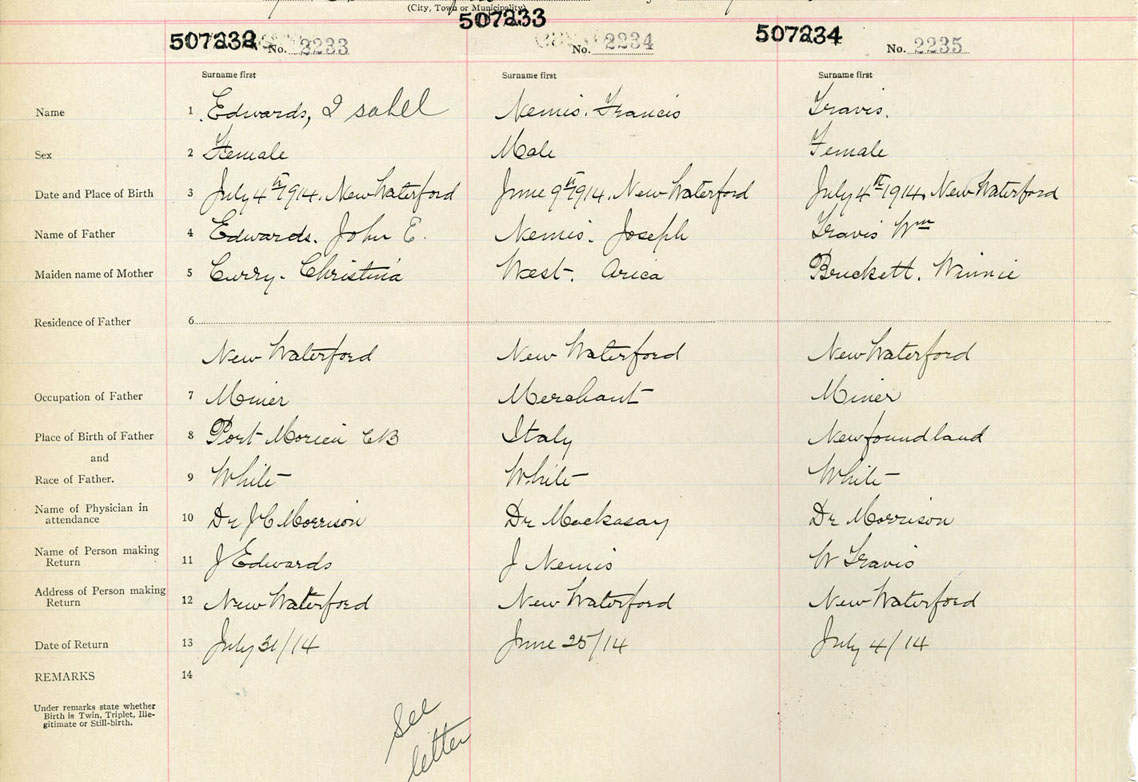 (City, Town or Municipality)
507232 No. 2233 507233 No. 2234 507234 No. 2235
Surname first Surname first Surname first
Name 1 Edwards, Isabel Nemis. Francis Travis.
Sex 2 Female Male Female
Date and Place of Birth 3 July 4th 1914. New Waterford June 9th 1914. New Waterford July 4th 1914. New Waterford
Name of Father 4 Edwards. John E. Nemis. Joseph Travis Wm
Maiden name of Mother 5 Curry. Christina West. Arica Bruckett. Winnie
Residence of Father 6
New Waterford New Waterford New Waterford
Occupation of Father 7 Miner Merchant Miner
Place of Birth of Father 8 Port Morien CB Italy Newfoundland
and
Race of Father. 9 White White White
Name of Physician in
attendance 10 Dr J C Morrison Dr Dr Morrison
Name of Person making
Return 11 J Edwards J Nemis W Travis
Address of Person making
Return 12 New Waterford New Waterford New Waterford
Date of Return 13 July 31/14 June 25/14 July 4/14
REMARKS 14
Under remarks state whether
Birth is Twin, Triplet, Ille-
gitimate or Still-birth.
See
letter